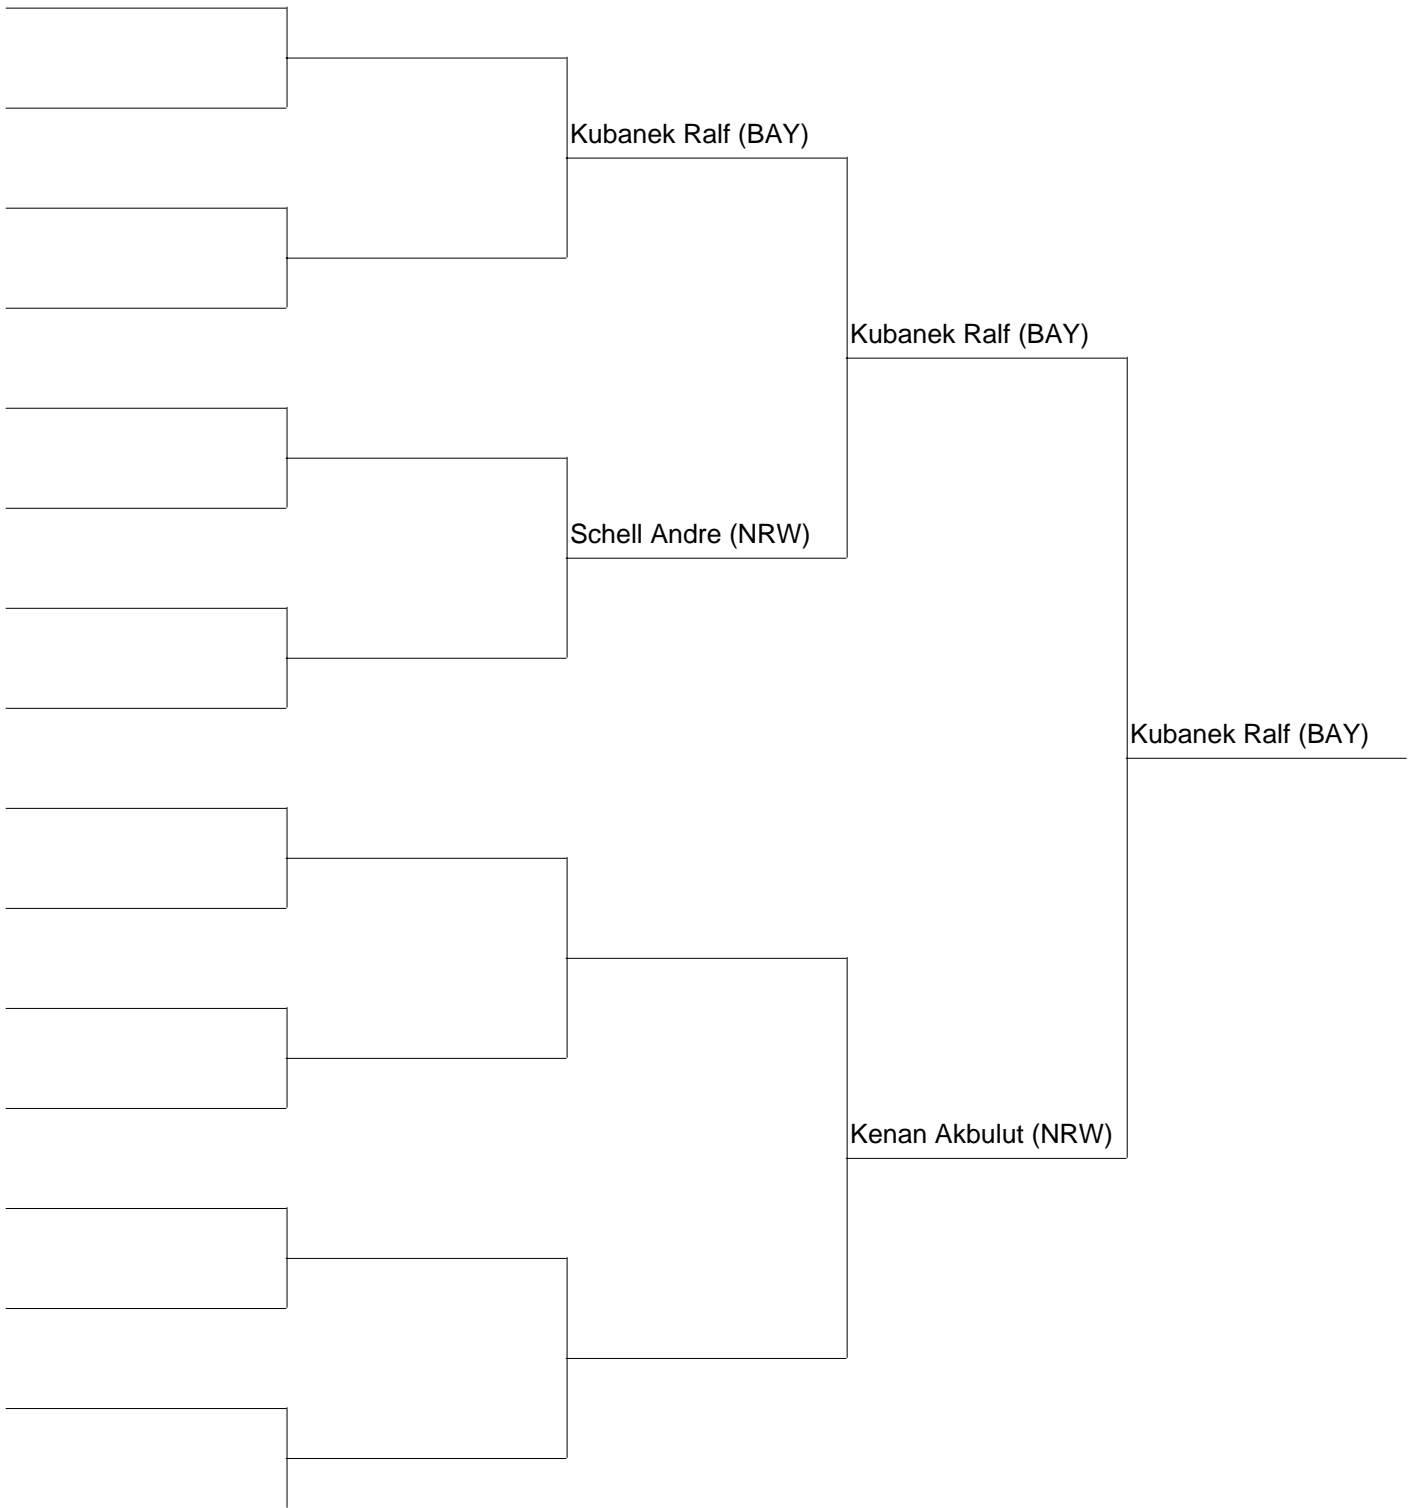 Kubanek Ralf (BAY)
Kubanek Ralf (BAY)
Schell Andre (NRW)
Kubanek Ralf (BAY)
Kenan Akbulut (NRW)